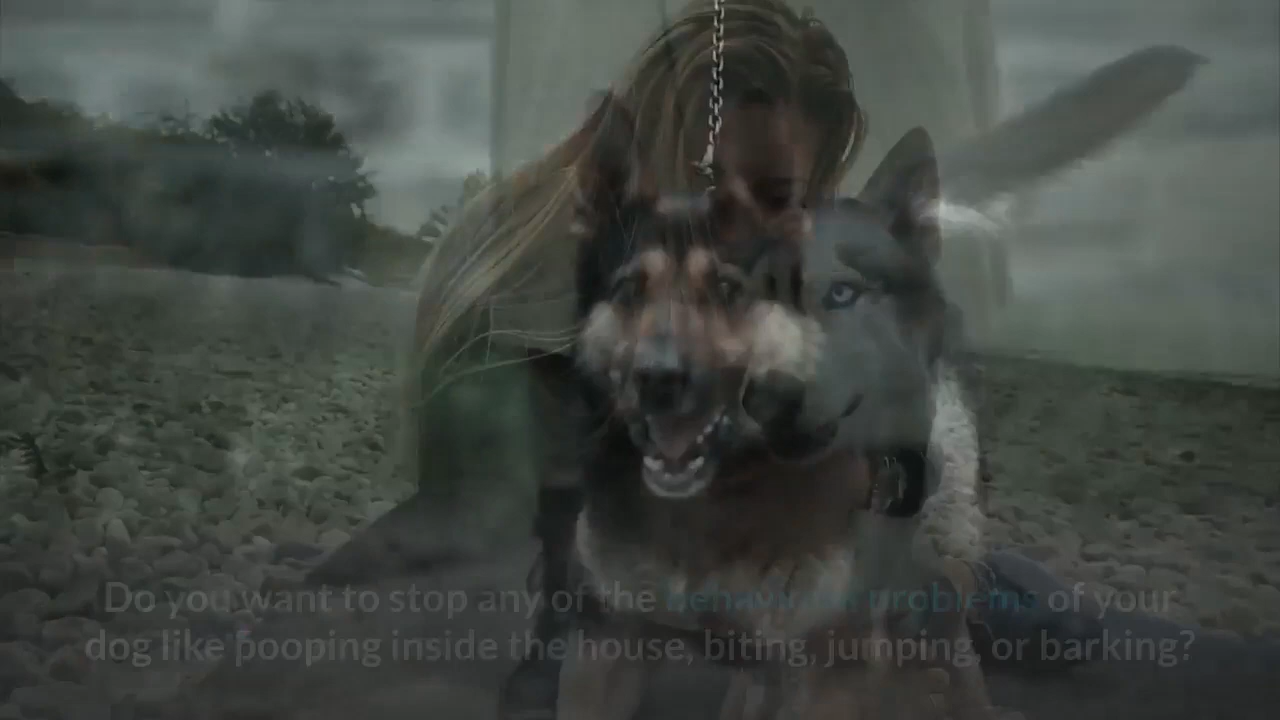 Do you want to stop any of the behaviour problems of your
dog like pooping inside the house, biting, jumping, or barking?